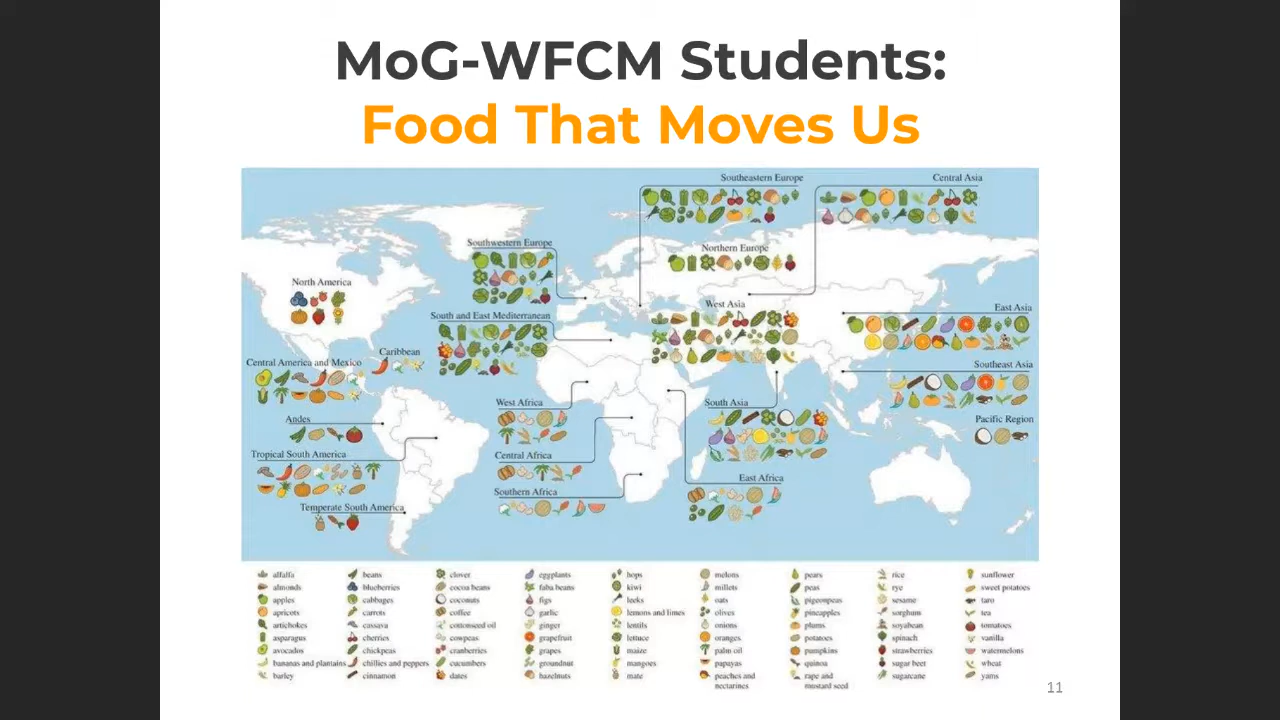 MoG-WFCM Students:
Food That Moves Us
Southeastern Europe
Central Asia
Southwestern Europe
Northern Europe
North America
West Asia
East Asia
South and East Mediterranean
Caribbean
Central America and Mexico
Southeast Asia
West Africa
South Asia
Andes
Pacific Region
Tropical South America
Central Africa
East Africa
Southern Africa
Temperate South America
alfalfa beans clover eggplants hops melons pears rice sunflower
almonds blueberries cocoa beans faba beans kiwi millets peas rye sweet potatoes
apples cabbages coconuts figs leeks oats pigeonpeas sesame taro
apricots carrots coffee garlic lemons and limes olives pineapples sorghum tea
artichokes cassava cottonseed oil ginger lentils onions plums soyabean tomatoes
asparagus cherries cowpeas grapefruit lettuce oranges potatoes spinach vanilla
avocados chickpeas cranberries grapes maize palm oil pumpkins strawberries watermelons
bananas and plantains chillies and peppers cucumbers groundnut mangoes papayas quinoa sugar beet wheat
barley cinnamon dates hazelnuts mate peaches and nectarines rape and mustard seed sugarcane yams
11